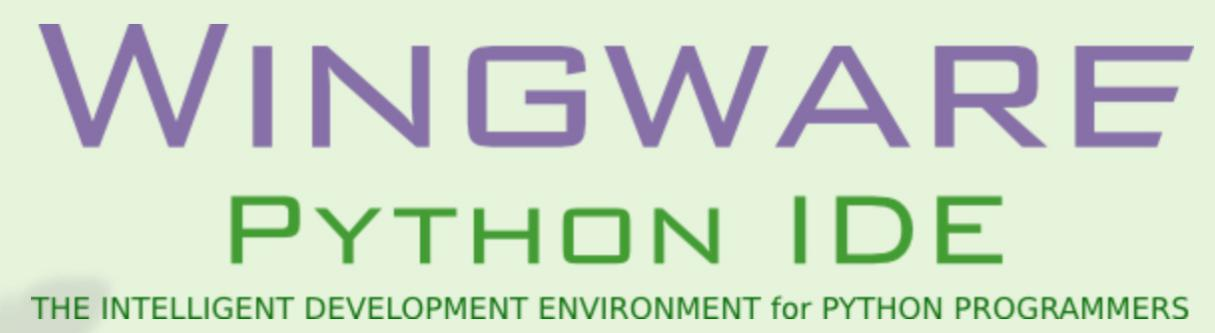 WINGWARE
PYTHON IDE
THE INTELLIGENT DEVELOPMENT ENVIRONMENT for PYTHON PROGRAMMERS